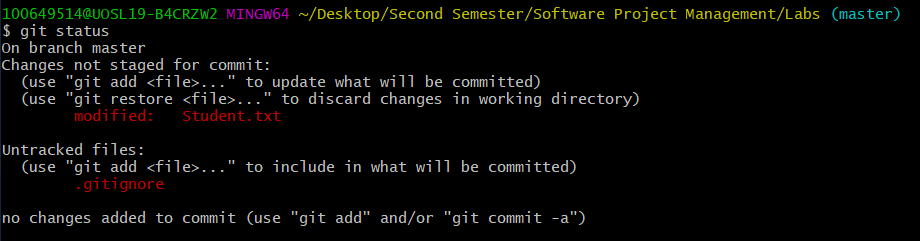 100649514@UOSL19-B4CRZW2 MINGW64 ~/Desktop/Second Semester/Software Project Management/Labs (master)
$ git status
On branch master
Changes not staged for commit:
  (use "git add <file>..." to update what will be committed)
  (use "git restore <file>..." to discard changes in working directory)
        modified:   Student.txt

Untracked files:
  (use "git add <file>..." to include in what will be committed)
        .gitignore

no changes added to commit (use "git add" and/or "git commit -a")